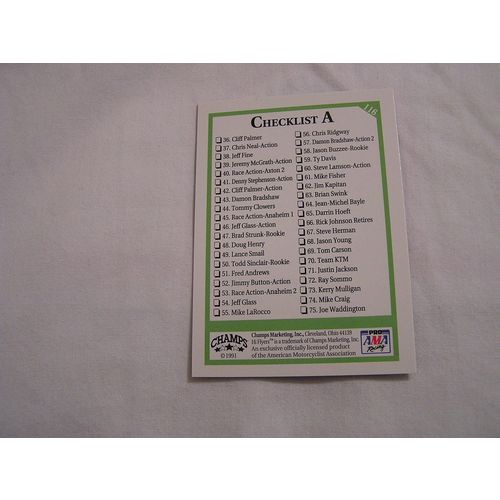 116
CHECKLIST A
36. Cliff Palmer
37. Chris Neal-Action
38. Jeff Fine
39. Jeremy McGrath-Action
40. Race Action-Axton 2
41. Denny Stephenson-Action
42. Cliff Palmer-Action
43. Damon Bradshaw
44. Tommy Clowers
45. Race Action-Anaheim 1
46. Jeff Glass-Action
47. Brad Strunk-Rookie
48. Doug Henry
49. Lance Smail
50. Todd Sinclair-Rookie
51. Fred Andrews
52. Jimmy Button-Action
53. Race Action-Anaheim 2
54. Jeff Glass
55. Mike LaRocco
56. Chris Ridgway
57. Damon Bradshaw-Action 2
58. Jason Buzzee-Rookie
59. Ty Davis
60. Steve Lamson-Action
61. Mike Fisher
62. Jim Kapitan
63. Brian Swink
64. Jean-Michel Bayle
65. Darrin Hoeft
66. Rick Johnson Retires
67. Steve Herman
68. Jason Young
69. Tom Carson
70. Team KTM
71. Justin Jackson
72. Ray Sommo
73. Kerry Mulligan
74. Mike Craig
75. Joe Waddington
CHAMPS
© 1991
Champs Marketing, Inc., Cleveland, Ohio 44139
Hi Flyers™ is a trademark of Champs Marketing, Inc.
An exclusive officially licensed product
of the American Motorcyclist Association
PRO
AMA
Racing